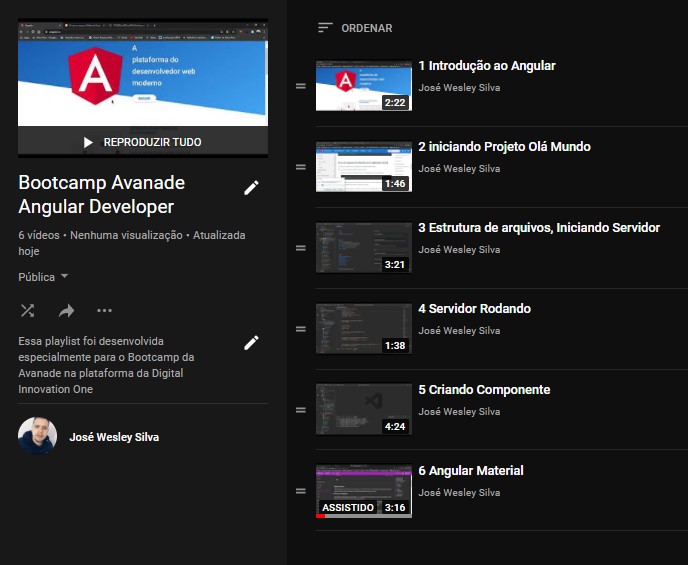 A
plataforma do
desenvolvedor web
moderno
REPRODUZIR TUDO
Bootcamp Avanade
Angular Developer
6 vídeos • Nenhuma visualização • Atualizada
hoje
Pública
Essa playlist foi desenvolvida
especialmente para o Bootcamp da
Avanade na plataforma da Digital
Innovation One
José Wesley Silva
ORDENAR
1 Introdução ao Angular
José Wesley Silva
2:22
2 iniciando Projeto Olá Mundo
José Wesley Silva
1:46
3 Estrutura de arquivos, Iniciando Servidor
José Wesley Silva
3:21
4 Servidor Rodando
José Wesley Silva
1:38
5 Criando Componente
José Wesley Silva
4:24
6 Angular Material
José Wesley Silva
ASSISTIDO 3:16